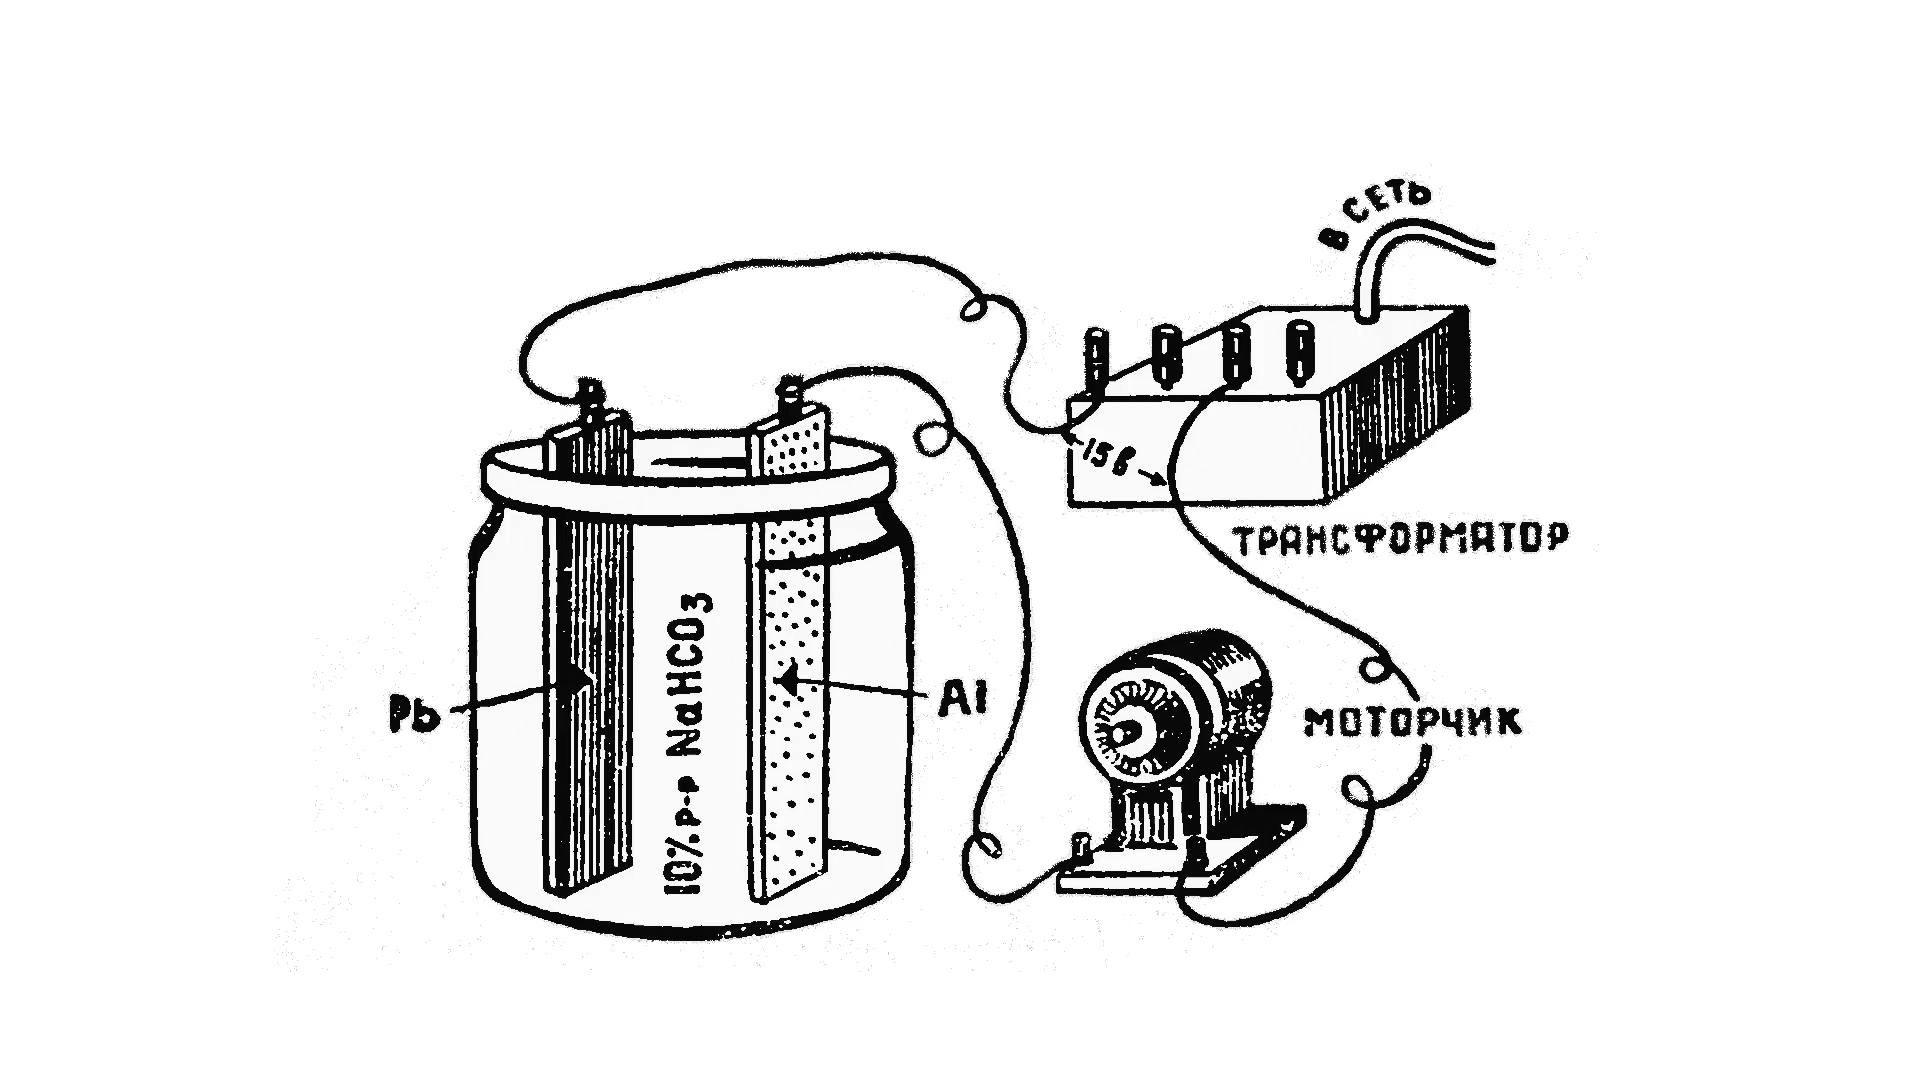 В СЕТЬ
15 в
ТРАНСФОРМАТОР
Pb
10% р-р NaHCO₃
Al
МОТОРЧИК